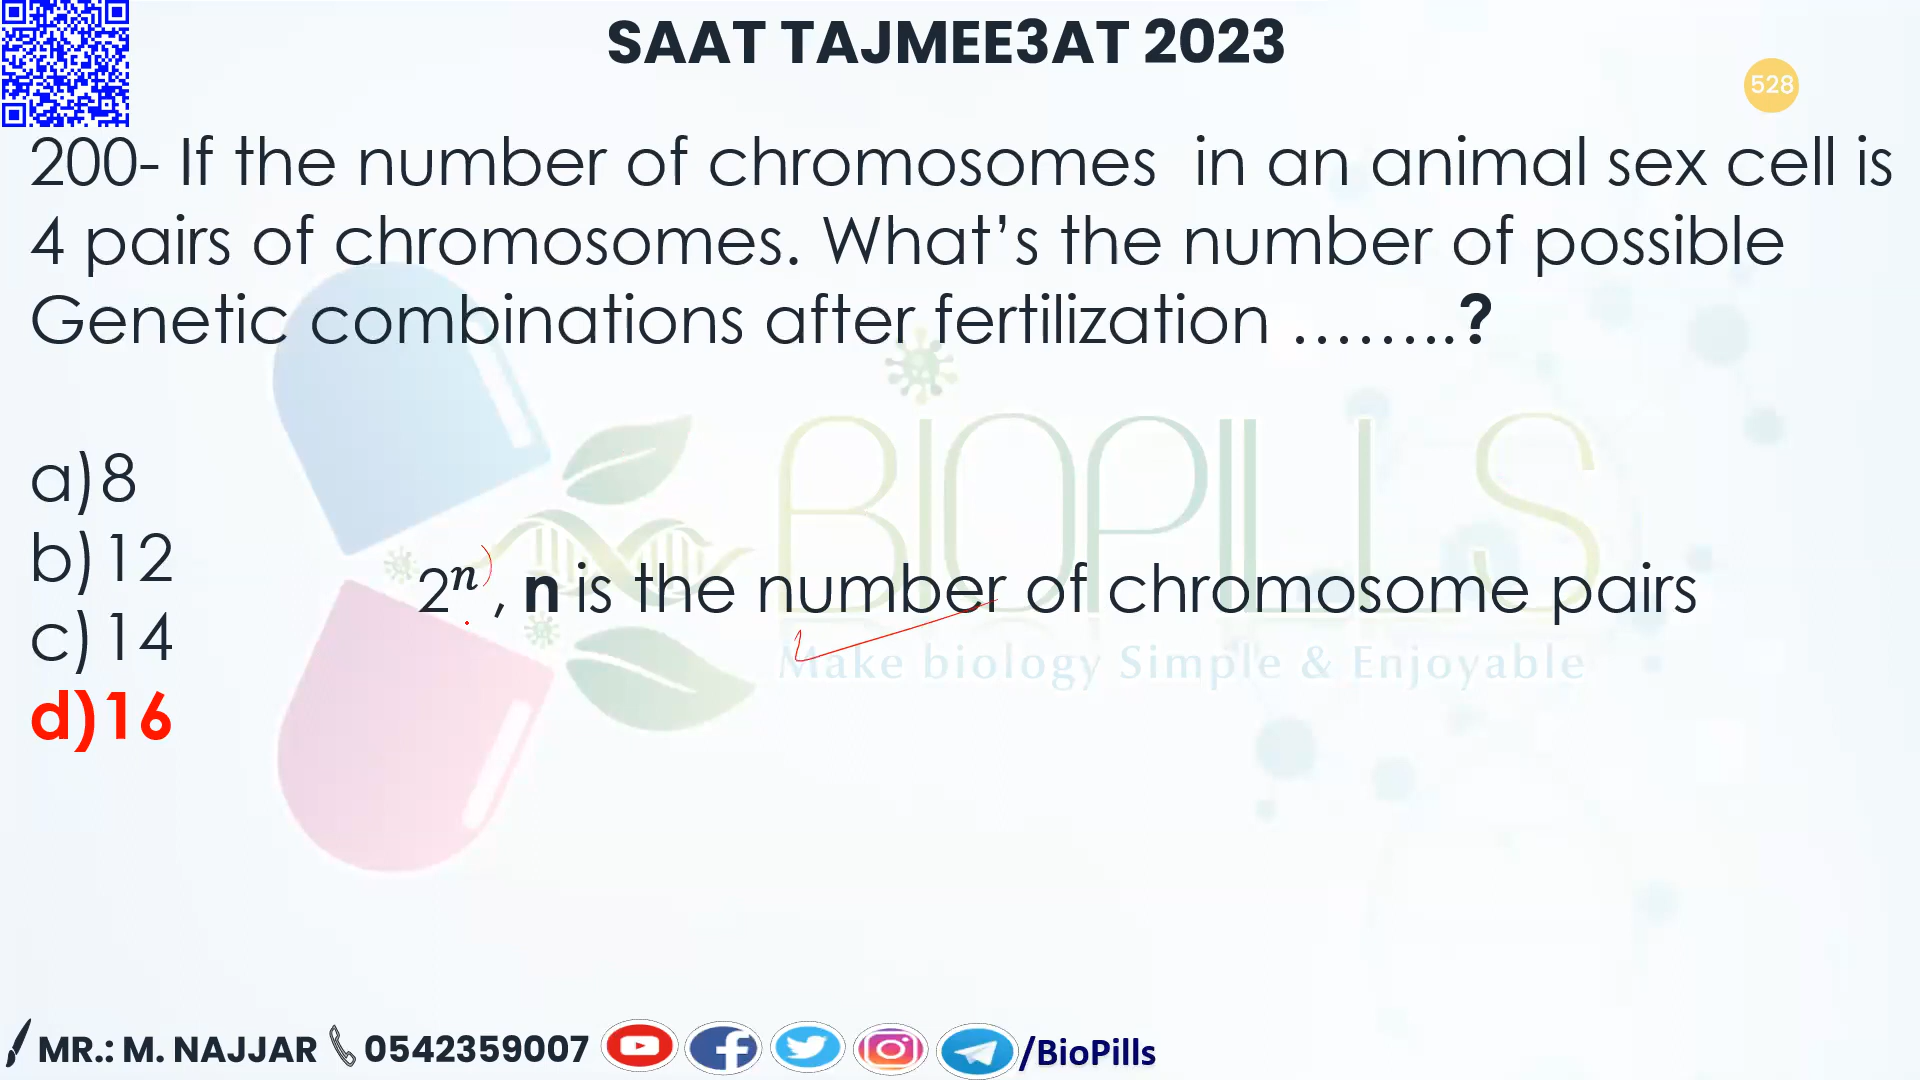 SAAT TAJMEE3AT 2023
528
200- If the number of chromosomes in an animal sex cell is
4 pairs of chromosomes. What’s the number of possible
Genetic combinations after fertilization ……..?
a)8
b)12
2ⁿ, n is the number of chromosome pairs
c)14
d)16
BIOPILLS
Make biology Simple & Enjoyable
MR.: M. NAJJAR 0542359007 /BioPills